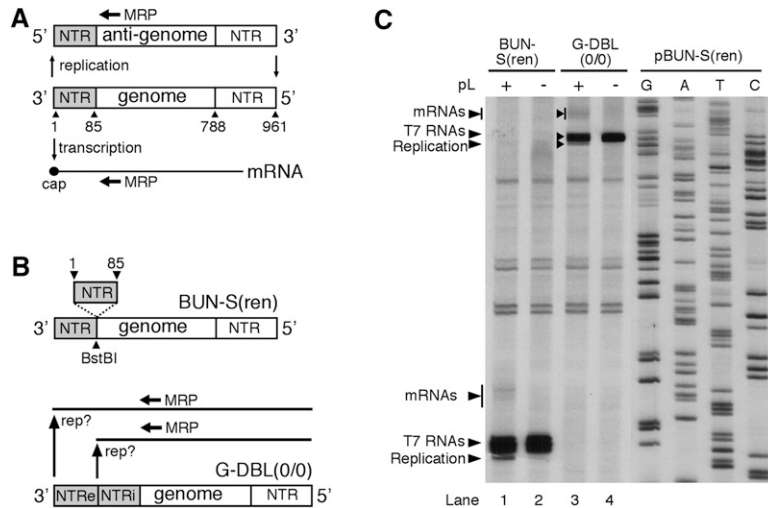 A
MRP
5’ NTR anti-genome NTR 3’
replication
3’ NTR genome NTR 5’
1 85 788 961
transcription
cap MRP mRNA
B
1 85
NTR
BUN-S(ren)
3’ NTR genome NTR 5’
BstBI
MRP
rep? MRP
rep?
G-DBL(0/0)
3’ NTRe NTRi genome NTR 5’
C
BUN-S(ren) G-DBL (0/0) pBUN-S(ren)
pL + - + - G A T C
mRNAs
T7 RNAs
Replication
mRNAs
T7 RNAs
Replication
Lane 1 2 3 4